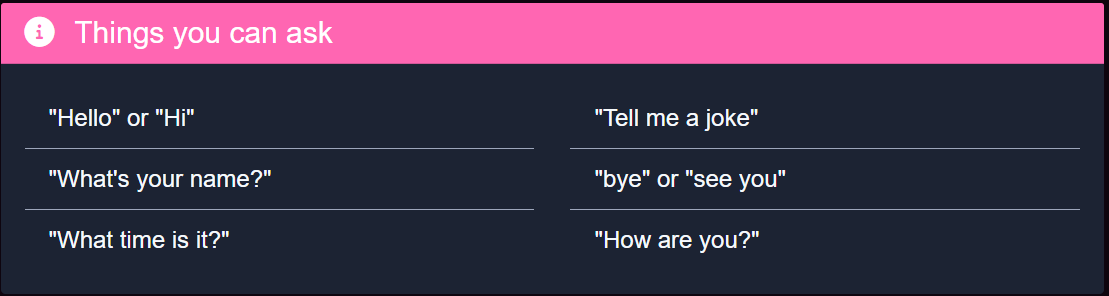 Things you can ask
"Hello" or "Hi"
"What's your name?"
"What time is it?"
"Tell me a joke"
"bye" or "see you"
"How are you?"